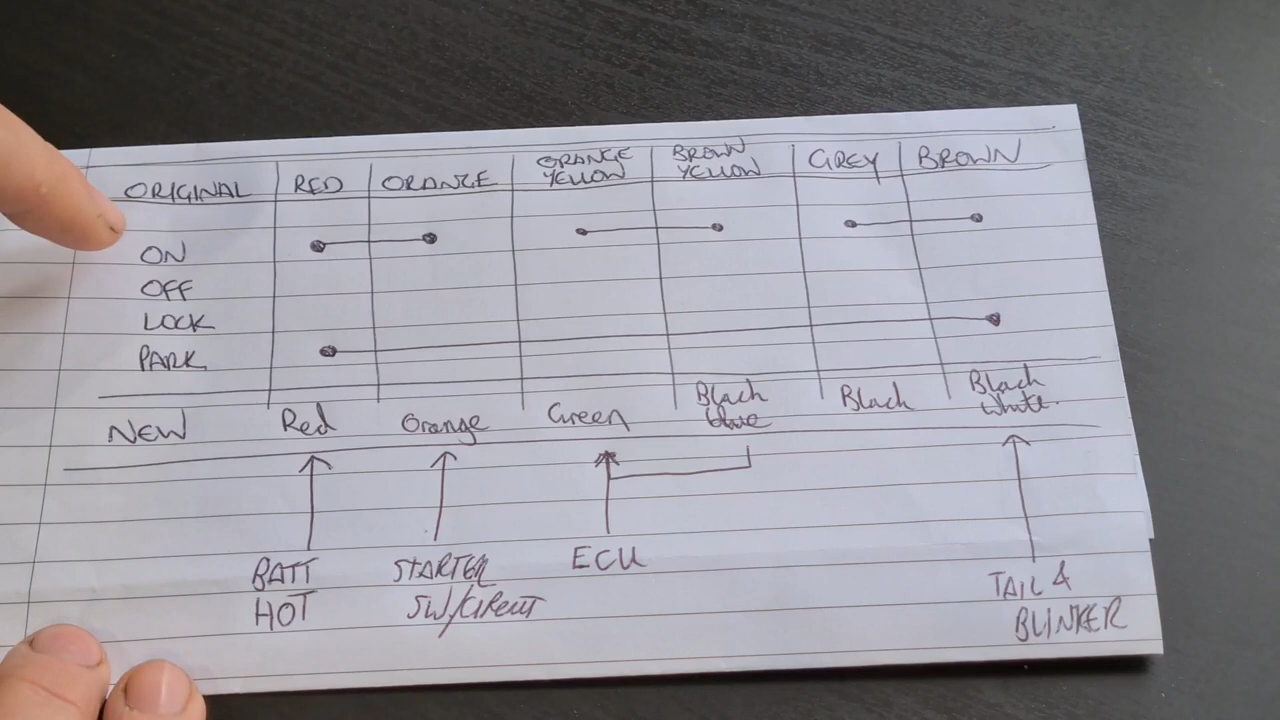 ORIGINAL RED ORANGE ORANGE YELLOW BROWN YELLOW GREY BROWN
ON
OFF
LOCK
PARK
NEW Red Orange Green Black blue Black Black white.
BATT HOT STARTER SW/CIRCUT ECU TAIL & BLINKER